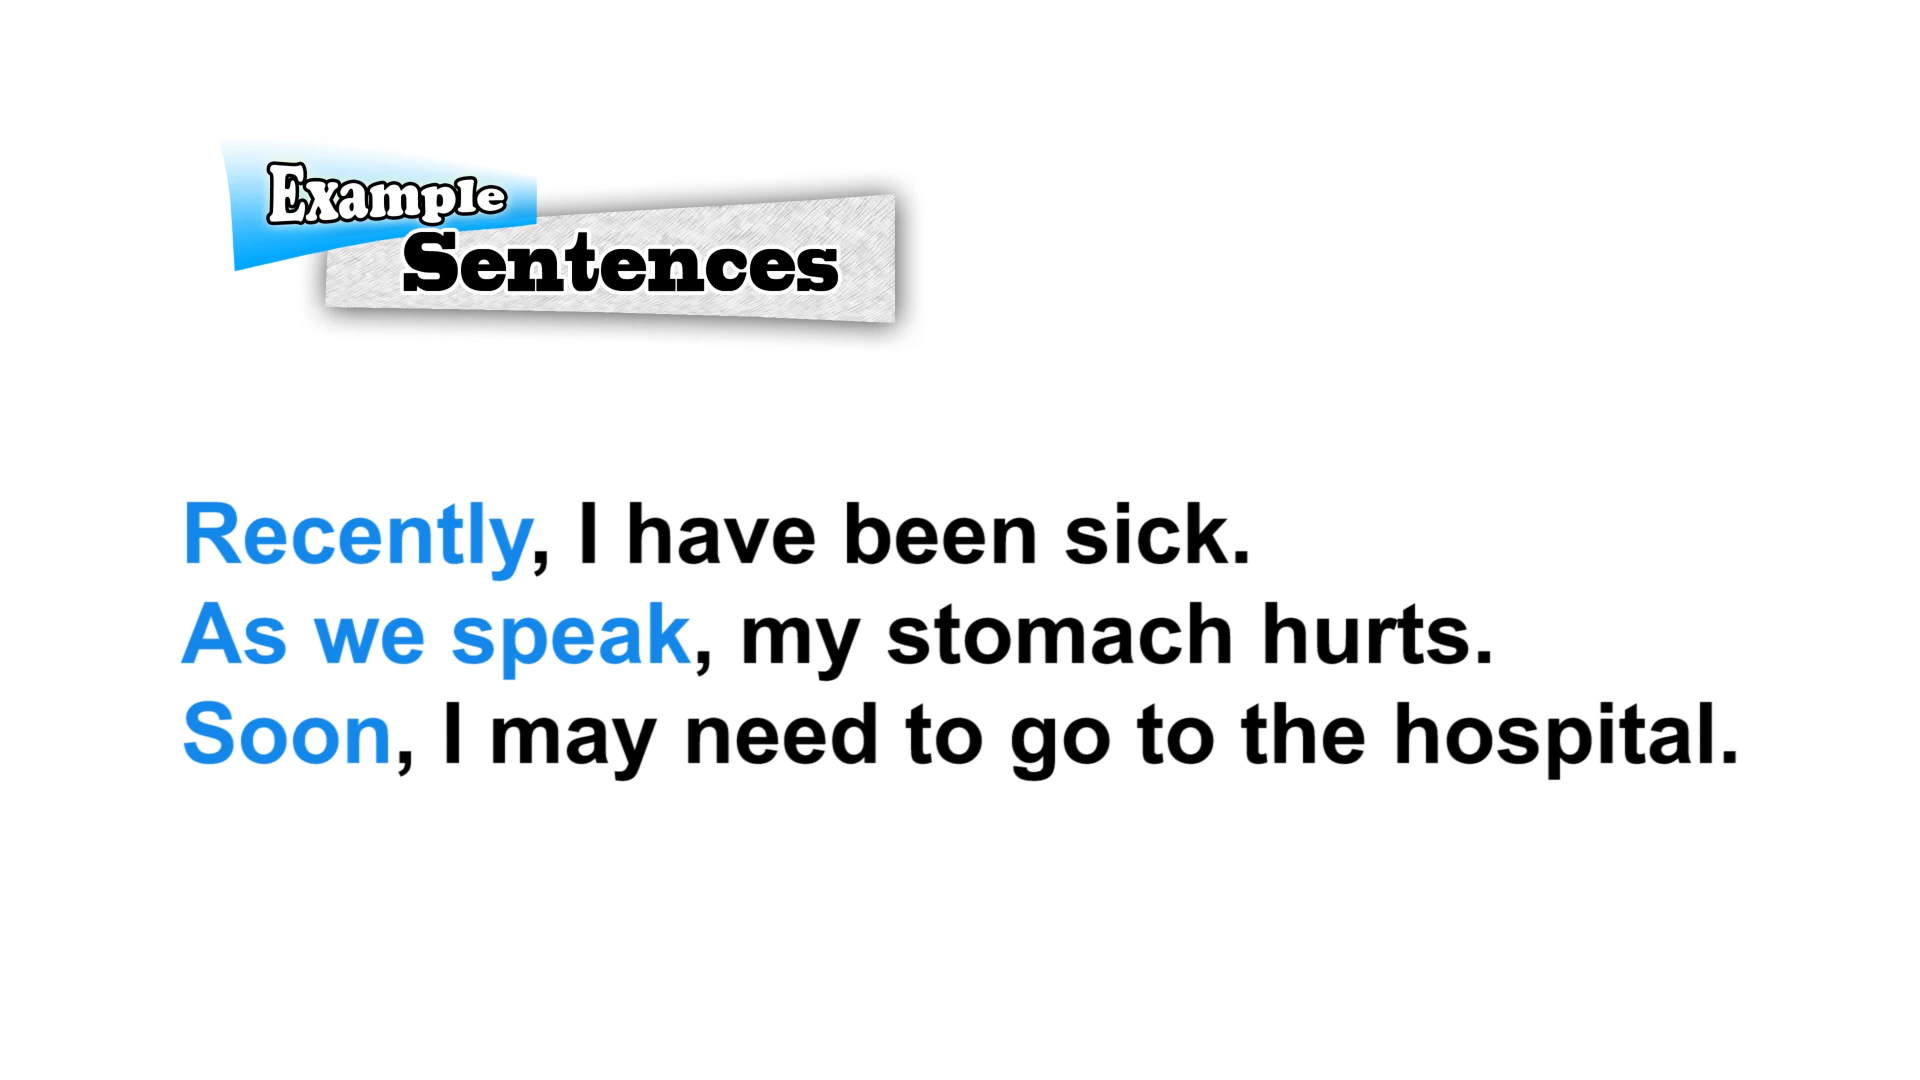 Example
Sentences
Recently, I have been sick.
As we speak, my stomach hurts.
Soon, I may need to go to the hospital.